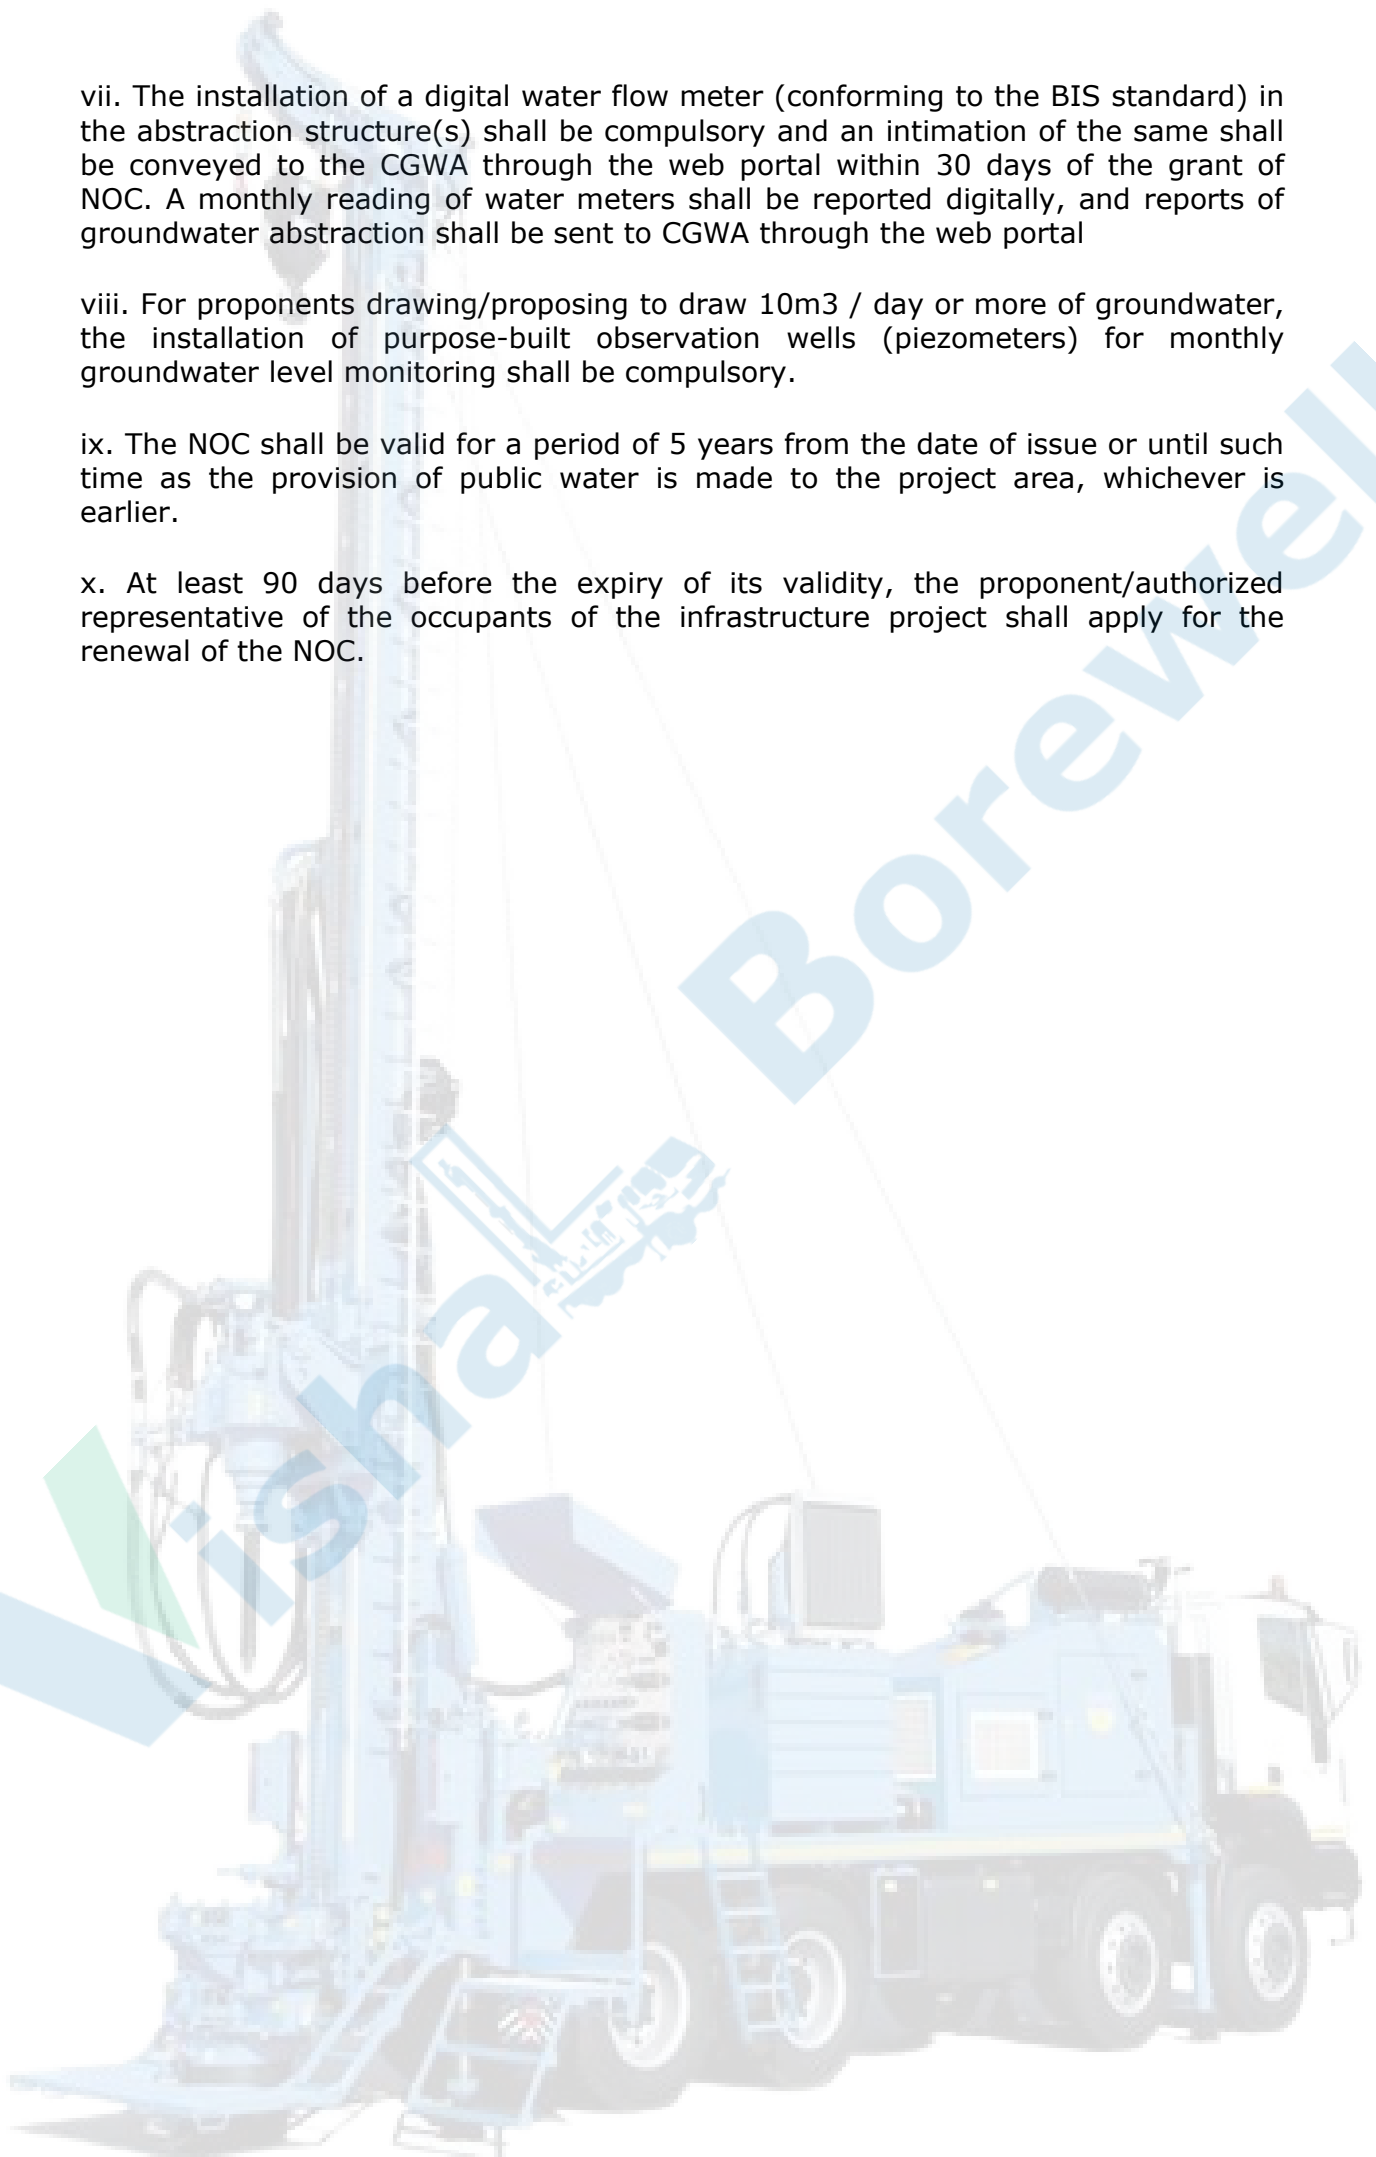 vii. The installation of a digital water flow meter (conforming to the BIS standard) in
the abstraction structure(s) shall be compulsory and an intimation of the same shall
be conveyed to the CGWA through the web portal within 30 days of the grant of
NOC. A monthly reading of water meters shall be reported digitally, and reports of
groundwater abstraction shall be sent to CGWA through the web portal
viii. For proponents drawing/proposing to draw 10m3 / day or more of groundwater,
the installation of purpose-built observation wells (piezometers) for monthly
groundwater level monitoring shall be compulsory.
ix. The NOC shall be valid for a period of 5 years from the date of issue or until such
time as the provision of public water is made to the project area, whichever is
earlier.
x. At least 90 days before the expiry of its validity, the proponent/authorized
representative of the occupants of the infrastructure project shall apply for the
renewal of the NOC.
VishaL Borewell